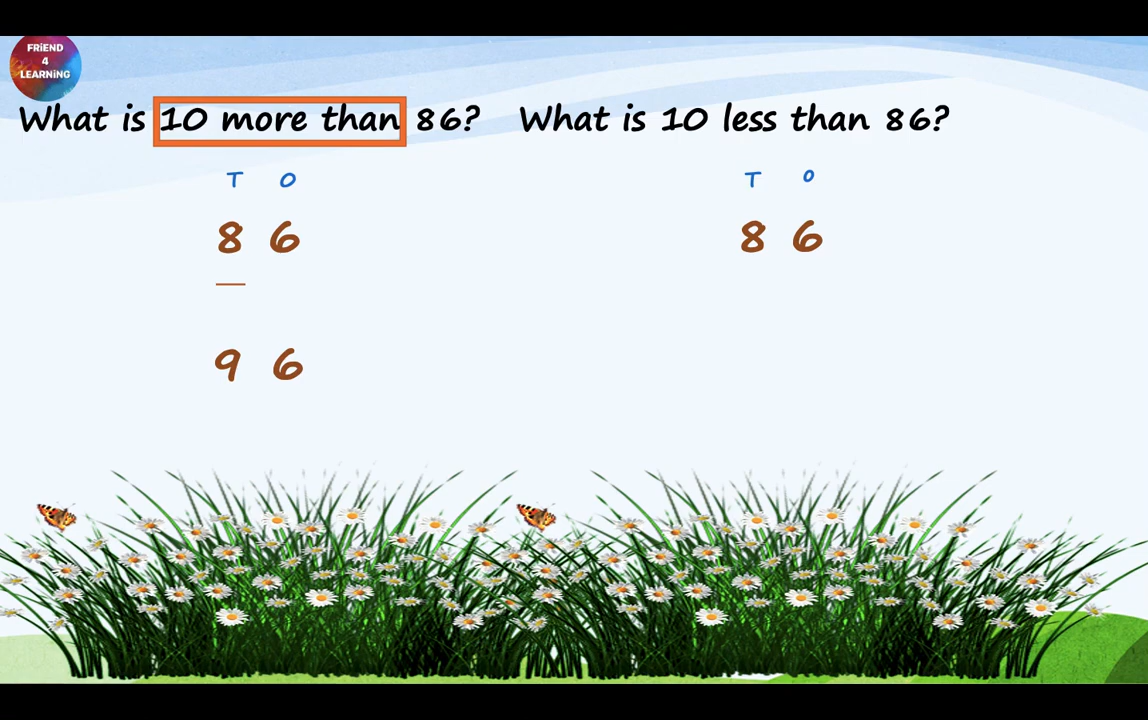 FRiEND
4
LEARNiNG
What is 10 more than 86? What is 10 less than 86?
T O T O
8 6 8 6
9 6